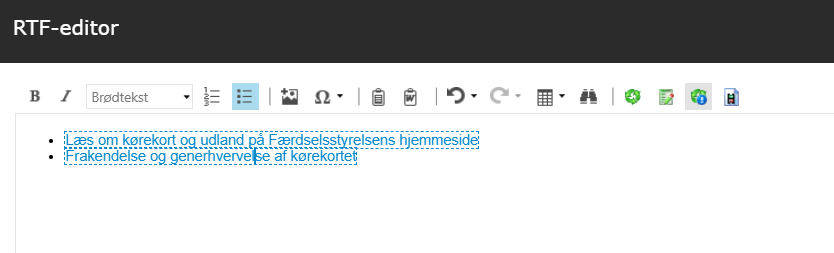 RTF-editor
B I Brødtekst Ω
Læs om kørekort og udland på Færdselsstyrelsens hjemmeside
Frakendelse og generhvervelse af kørekortet